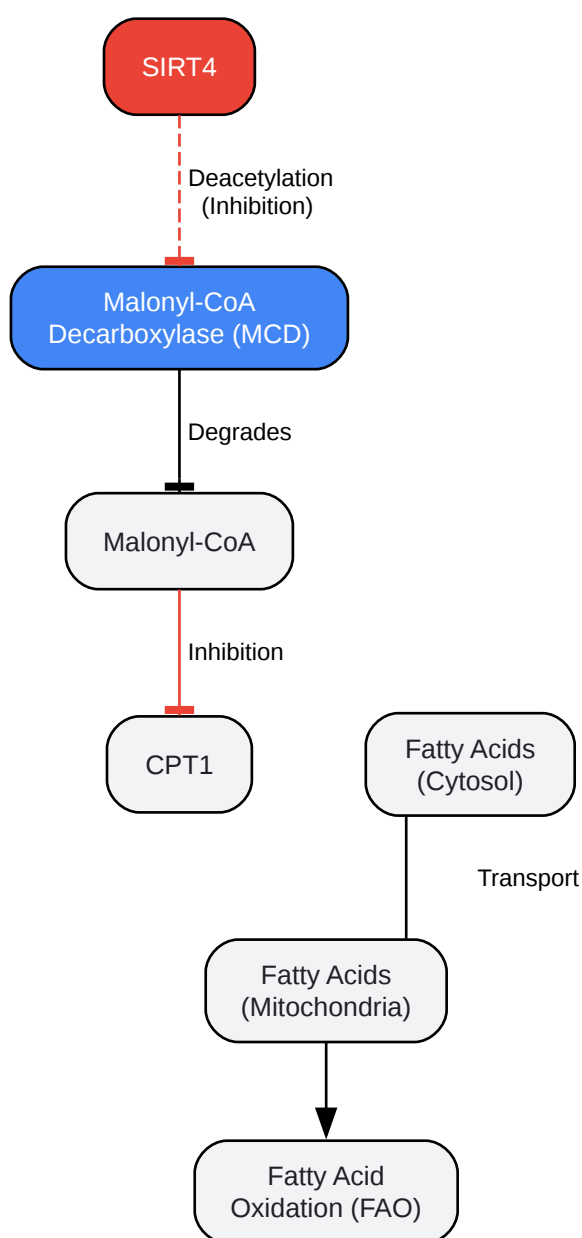 SIRT4
Deacetylation
(Inhibition)
Malonyl-CoA
Decarboxylase (MCD)
Degrades
Malonyl-CoA
Inhibition
CPT1
Fatty Acids
(Cytosol)
Transport
Fatty Acids
(Mitochondria)
Fatty Acid
Oxidation (FAO)